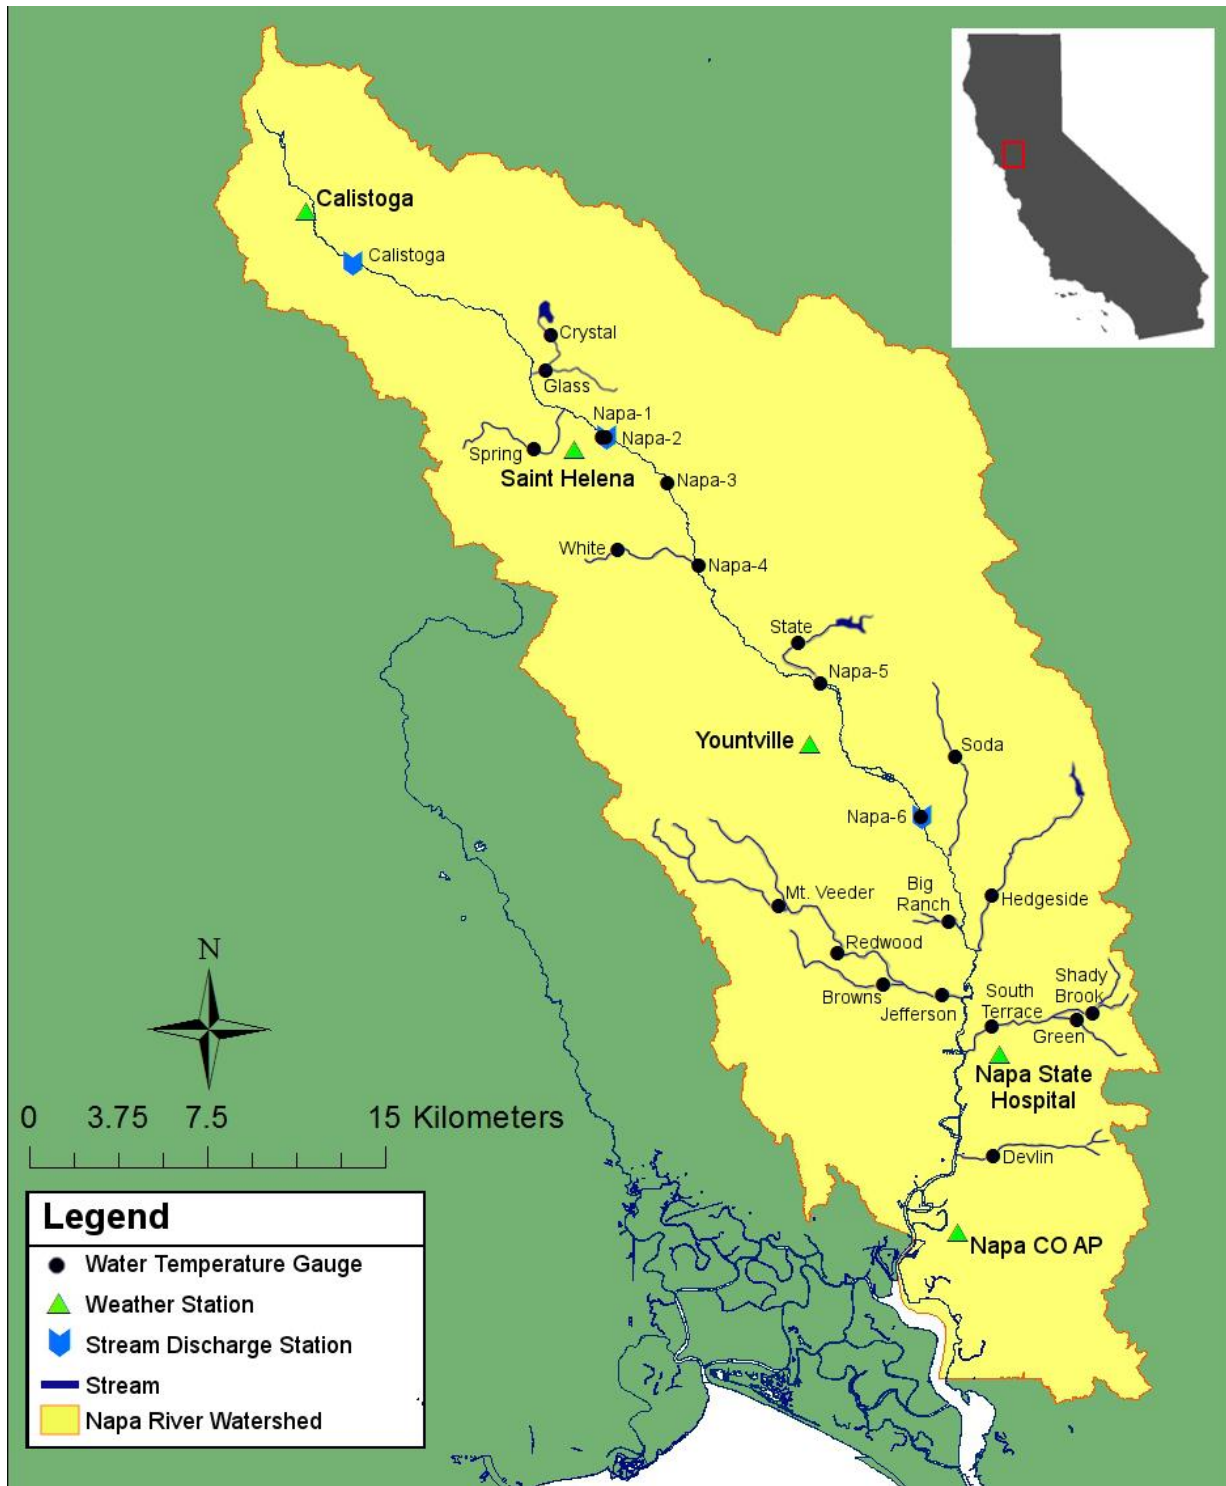 Calistoga
Calistoga
Crystal
Glass
Napa-1
Napa-2
Spring
Saint Helena
Napa-3
White
Napa-4
State
Napa-5
Yountville
Soda
Napa-6
Mt. Veeder
Big
Ranch
Hedgeside
Redwood
Browns
Jefferson
South
Terrace
Shady
Brook
Green
Napa State
Hospital
Devlin
Napa CO AP
N
0 3.75 7.5 15 Kilometers
Legend
Water Temperature Gauge
Weather Station
Stream Discharge Station
Stream
Napa River Watershed